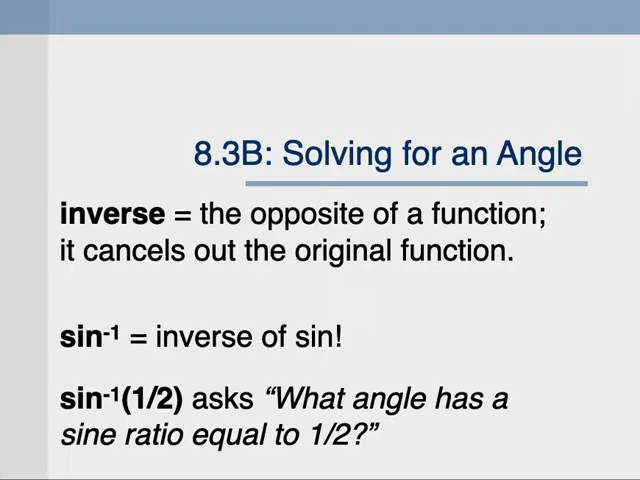 8.3B: Solving for an Angle
inverse = the opposite of a function;
it cancels out the original function.
sin⁻¹ = inverse of sin!
sin⁻¹(1/2) asks “What angle has a
sine ratio equal to 1/2?”